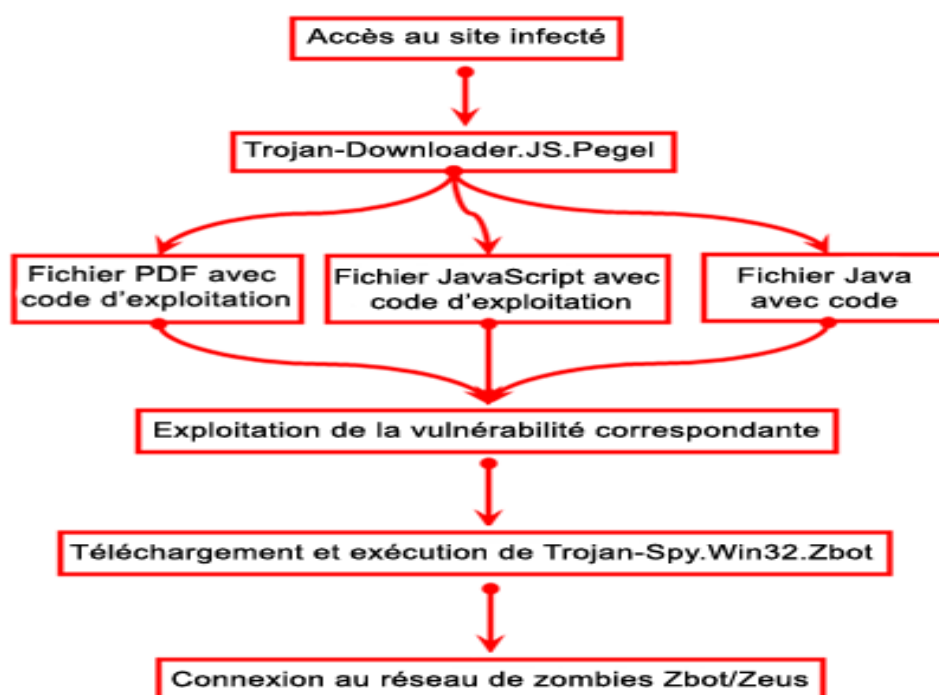 Accès au site infecté
Trojan-Downloader.JS.Pegel
Fichier PDF avec
code d'exploitation
Fichier JavaScript avec
code d'exploitation
Fichier Java
avec code
Exploitation de la vulnérabilité correspondante
Téléchargement et exécution de Trojan-Spy.Win32.Zbot
Connexion au réseau de zombies Zbot/Zeus